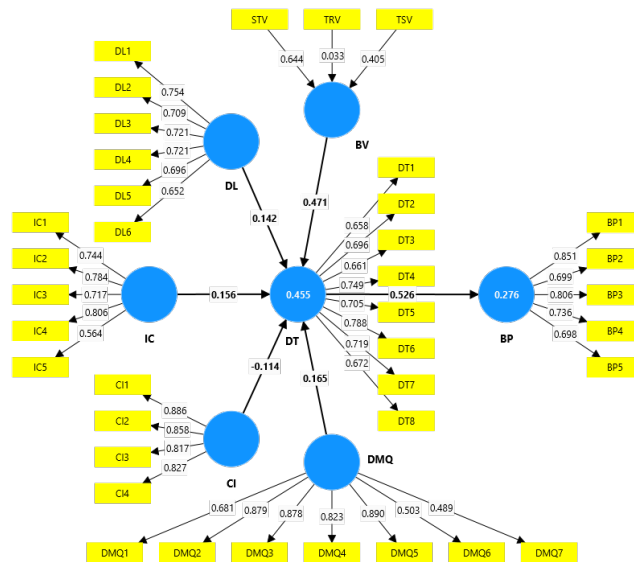 STV TRV TSV
0.644 0.033 0.405
BV
DL1
DL2
DL3
DL4
DL5
DL6
0.754
0.709
0.721
0.721
0.696
0.652
DL
0.142
0.471
IC1
IC2
IC3
IC4
IC5
0.744
0.784
0.717
0.806
0.564
IC
0.156
0.455
DT
DT1
DT2
DT3
DT4
DT5
DT6
DT7
DT8
0.658
0.696
0.661
0.749
0.705
0.788
0.719
0.672
0.526
0.276
BP
0.851
0.699
0.806
0.736
0.698
BP1
BP2
BP3
BP4
BP5
-0.114
0.165
CI1
CI2
CI3
CI4
0.886
0.858
0.817
0.827
CI
DMQ
0.681 0.879 0.878 0.823 0.890 0.503 0.489
DMQ1 DMQ2 DMQ3 DMQ4 DMQ5 DMQ6 DMQ7